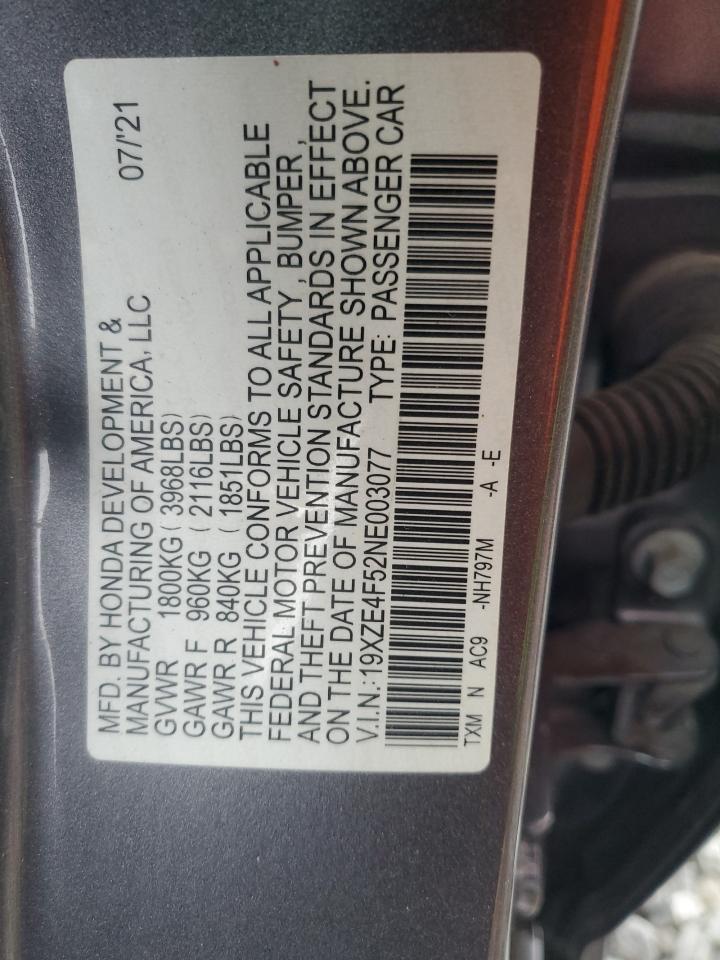 MFD. BY HONDA DEVELOPMENT &
MANUFACTURING OF AMERICA, LLC 07/'21
GVWR 1800KG ( 3968LBS)
GAWR F 960KG ( 2116LBS)
GAWR R 840KG ( 1851LBS)
THIS VEHICLE CONFORMS TO ALL APPLICABLE
FEDERAL MOTOR VEHICLE SAFETY , BUMPER ,
AND THEFT PREVENTION STANDARDS IN EFFECT
ON THE DATE OF MANUFACTURE SHOWN ABOVE.
V.I.N.:19XZE4F52NE003077 TYPE: PASSENGER CAR
TXM N AC9 -NH797M -A -E